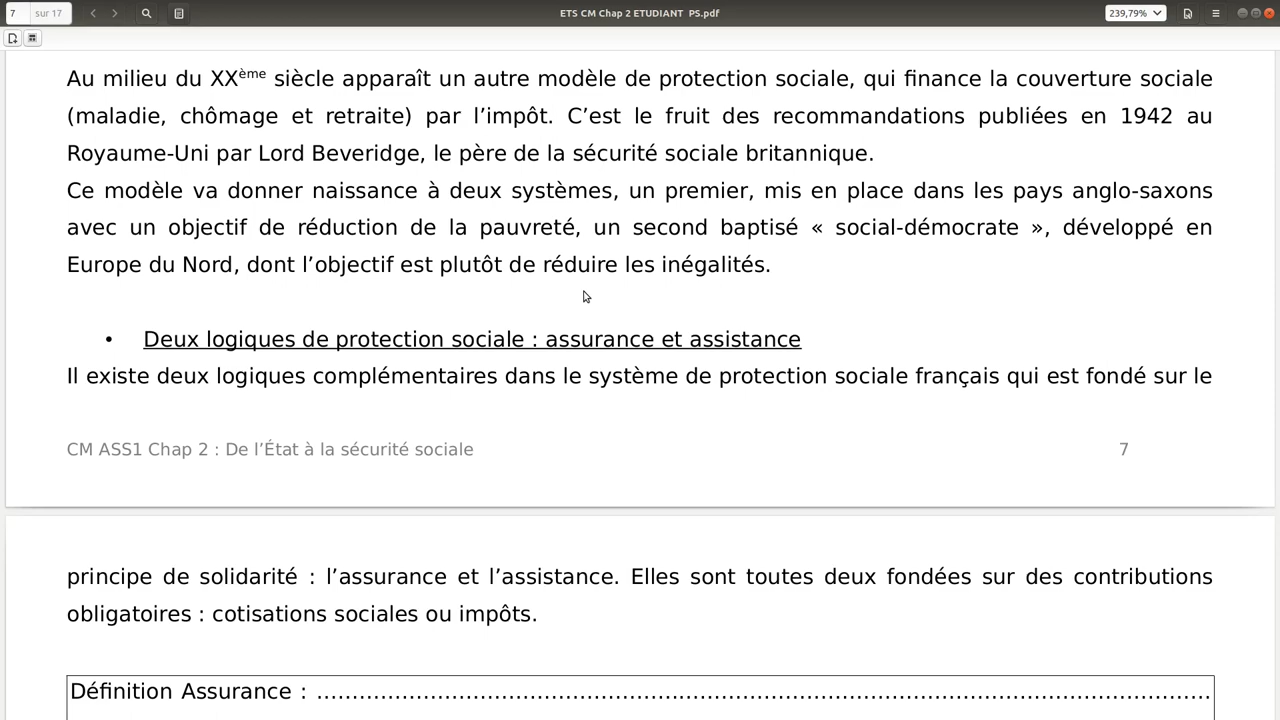 7 sur 17
ETS CM Chap 2 ETUDIANT PS.pdf
239,79%
Au milieu du XXème siècle apparaît un autre modèle de protection sociale, qui finance la couverture sociale
(maladie, chômage et retraite) par l’impôt. C’est le fruit des recommandations publiées en 1942 au
Royaume-Uni par Lord Beveridge, le père de la sécurité sociale britannique.
Ce modèle va donner naissance à deux systèmes, un premier, mis en place dans les pays anglo-saxons
avec un objectif de réduction de la pauvreté, un second baptisé « social-démocrate », développé en
Europe du Nord, dont l’objectif est plutôt de réduire les inégalités.
• Deux logiques de protection sociale : assurance et assistance
Il existe deux logiques complémentaires dans le système de protection sociale français qui est fondé sur le
CM ASS1 Chap 2 : De l’État à la sécurité sociale 7
principe de solidarité : l’assurance et l’assistance. Elles sont toutes deux fondées sur des contributions
obligatoires : cotisations sociales ou impôts.
Définition Assurance : ……………………………………………………………………………………………………………